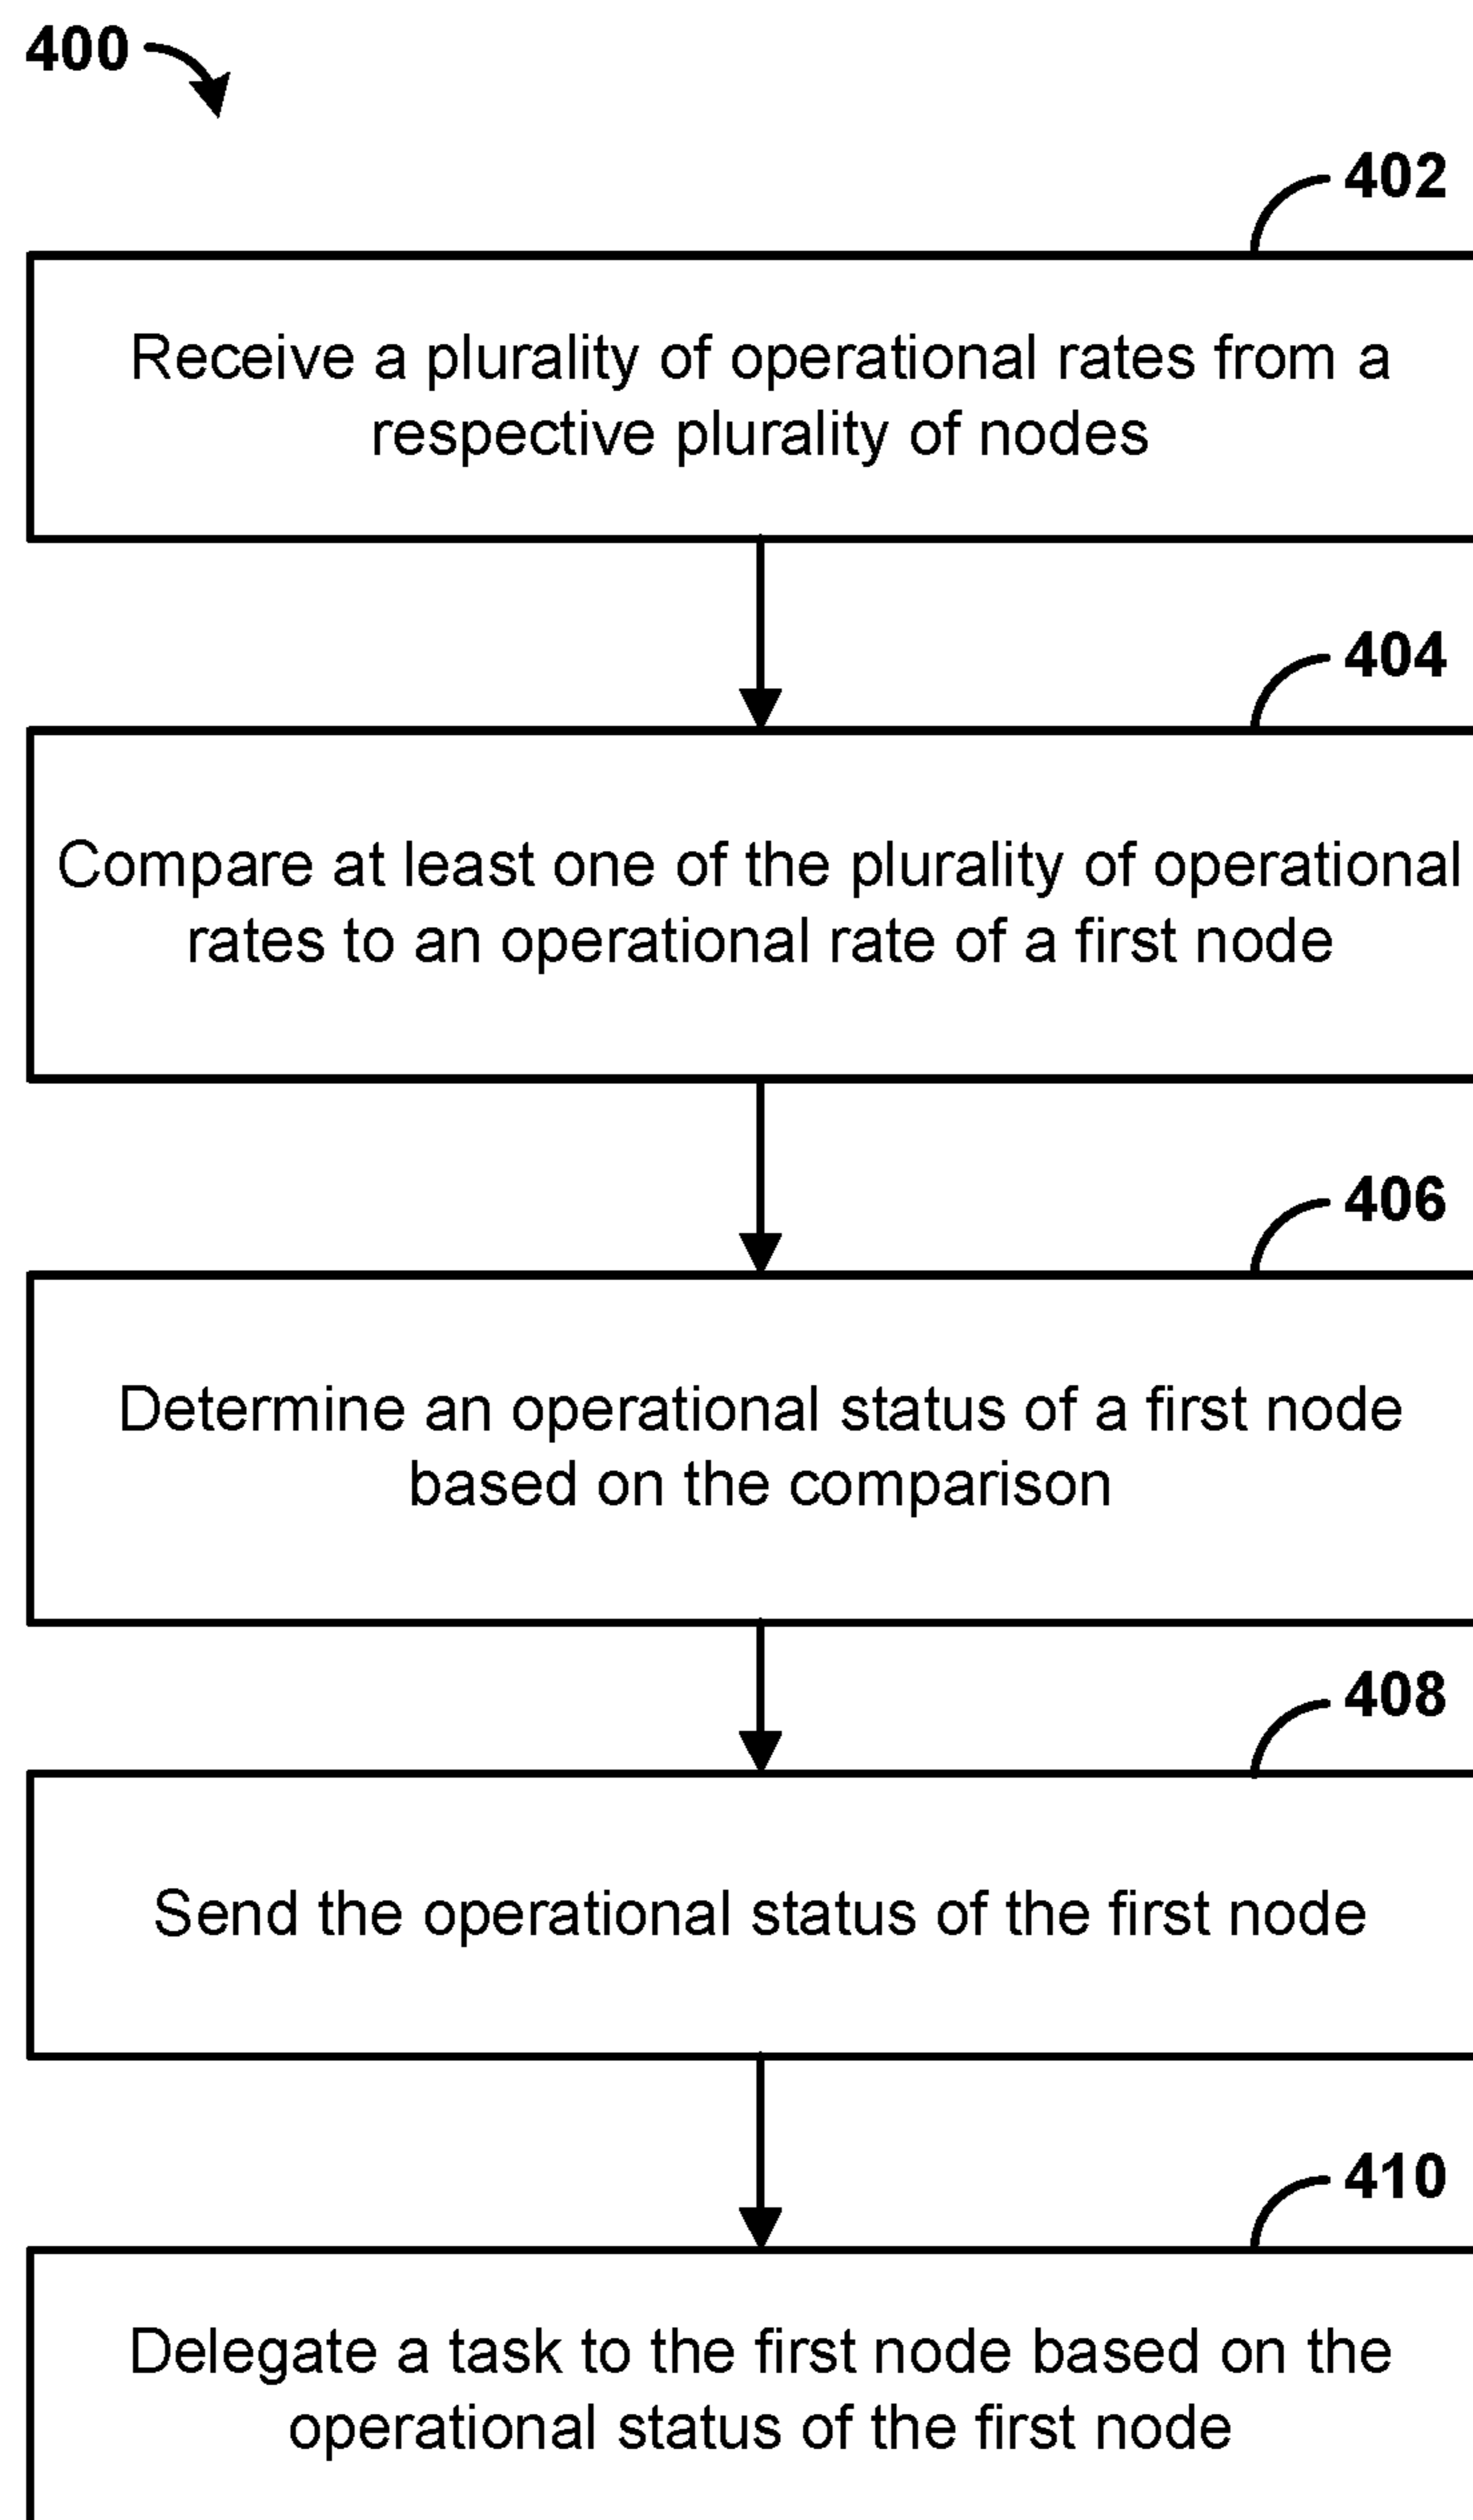 400
402
Receive a plurality of operational rates from a
respective plurality of nodes
404
Compare at least one of the plurality of operational
rates to an operational rate of a first node
406
Determine an operational status of a first node
based on the comparison
408
Send the operational status of the first node
410
Delegate a task to the first node based on the
operational status of the first node